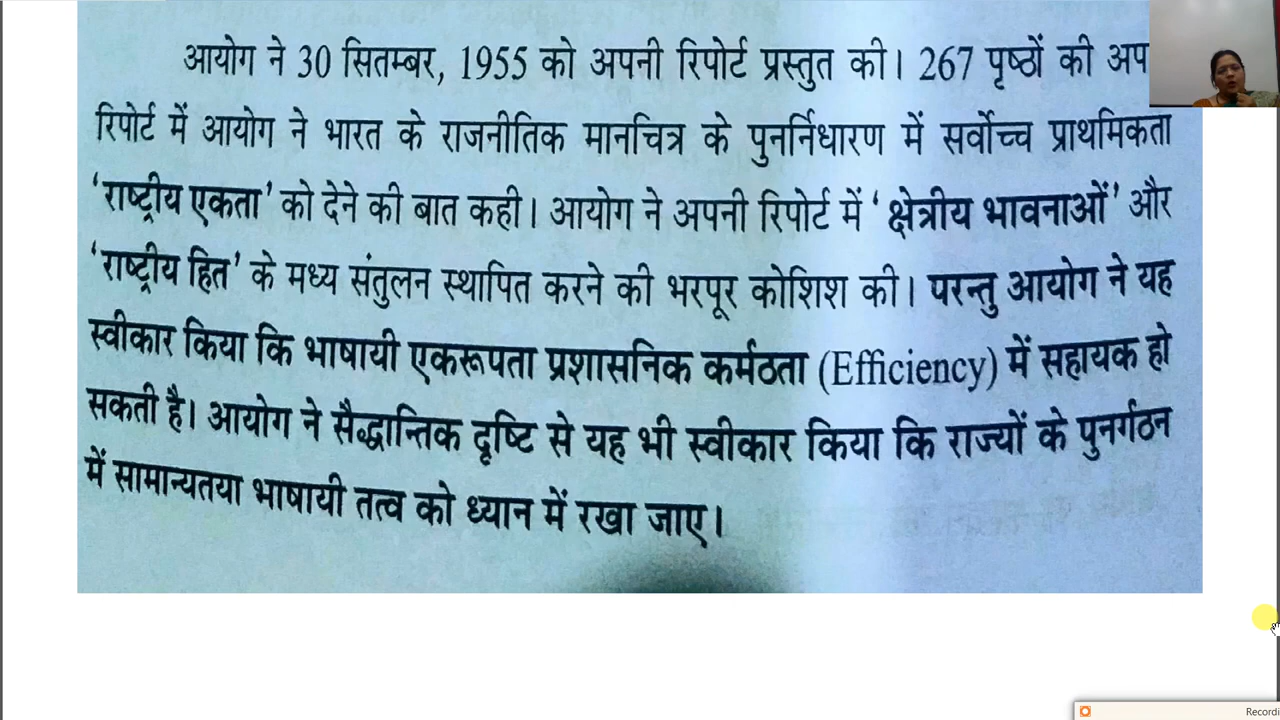 आयोग ने 30 सितम्बर, 1955 को अपनी रिपोर्ट प्रस्तुत की। 267 पृष्ठों की अप
रिपोर्ट में आयोग ने भारत के राजनीतिक मानचित्र के पुनर्निधारण में सर्वोच्च प्राथमिकता
‘राष्ट्रीय एकता’ को देने की बात कही। आयोग ने अपनी रिपोर्ट में ‘क्षेत्रीय भावनाओं’ और
‘राष्ट्रीय हित’ के मध्य संतुलन स्थापित करने की भरपूर कोशिश की। परन्तु आयोग ने यह
स्वीकार किया कि भाषायी एकरूपता प्रशासनिक कर्मठता (Efficiency) में सहायक हो
सकती है। आयोग ने सैद्धान्तिक दृष्टि से यह भी स्वीकार किया कि राज्यों के पुनर्गठन
में सामान्यतया भाषायी तत्व को ध्यान में रखा जाए।
Recordi